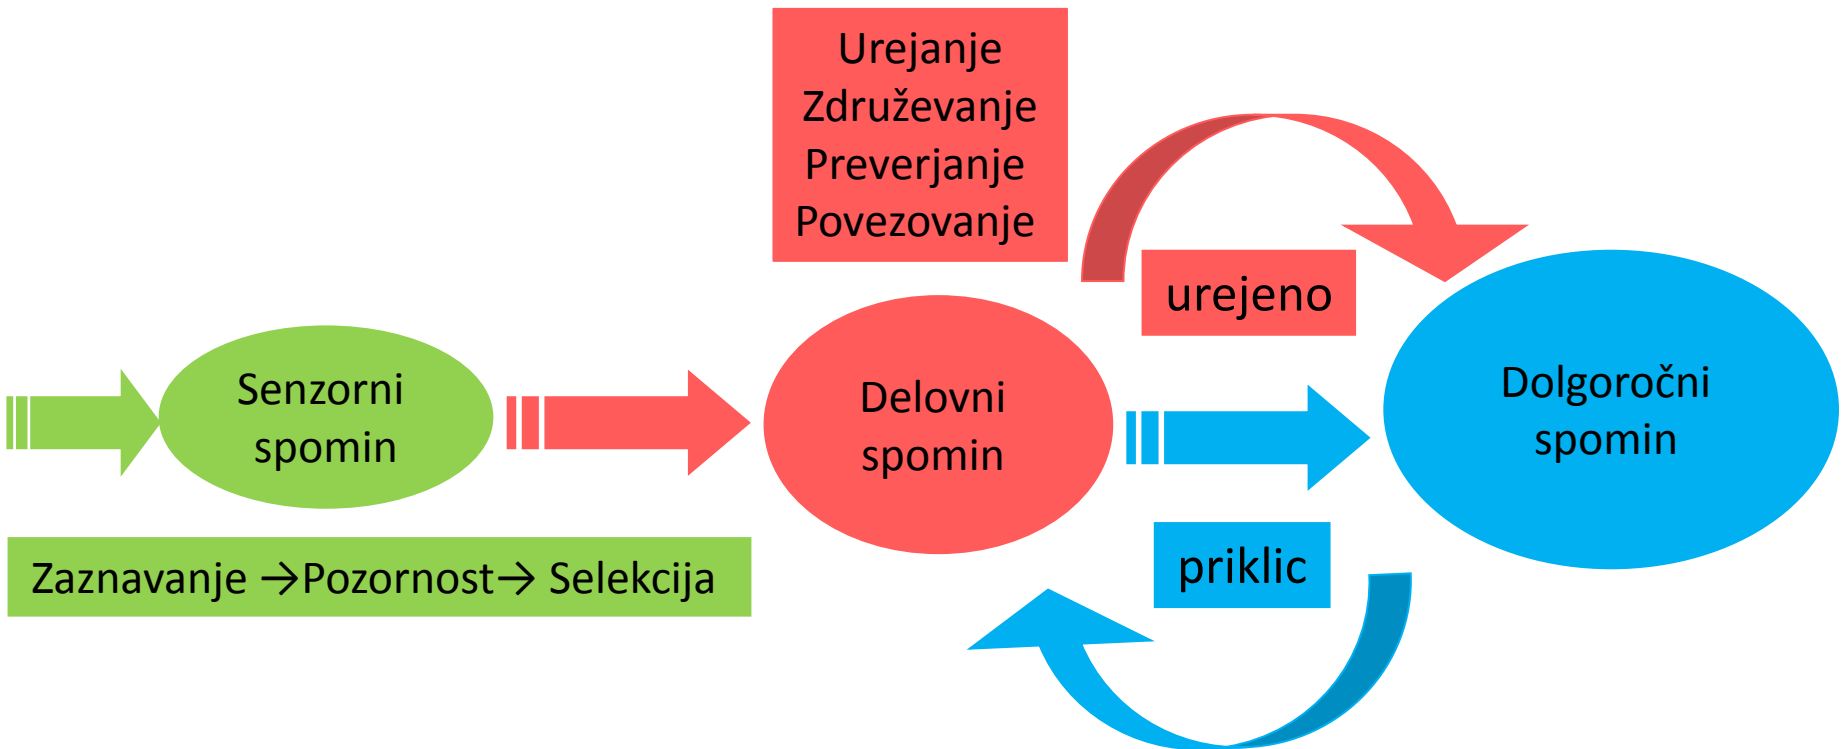 Urejanje
Združevanje
Preverjanje
Povezovanje
urejeno
Senzorni
spomin
Delovni
spomin
Dolgoročni
spomin
Zaznavanje →Pozornost→ Selekcija
priklic